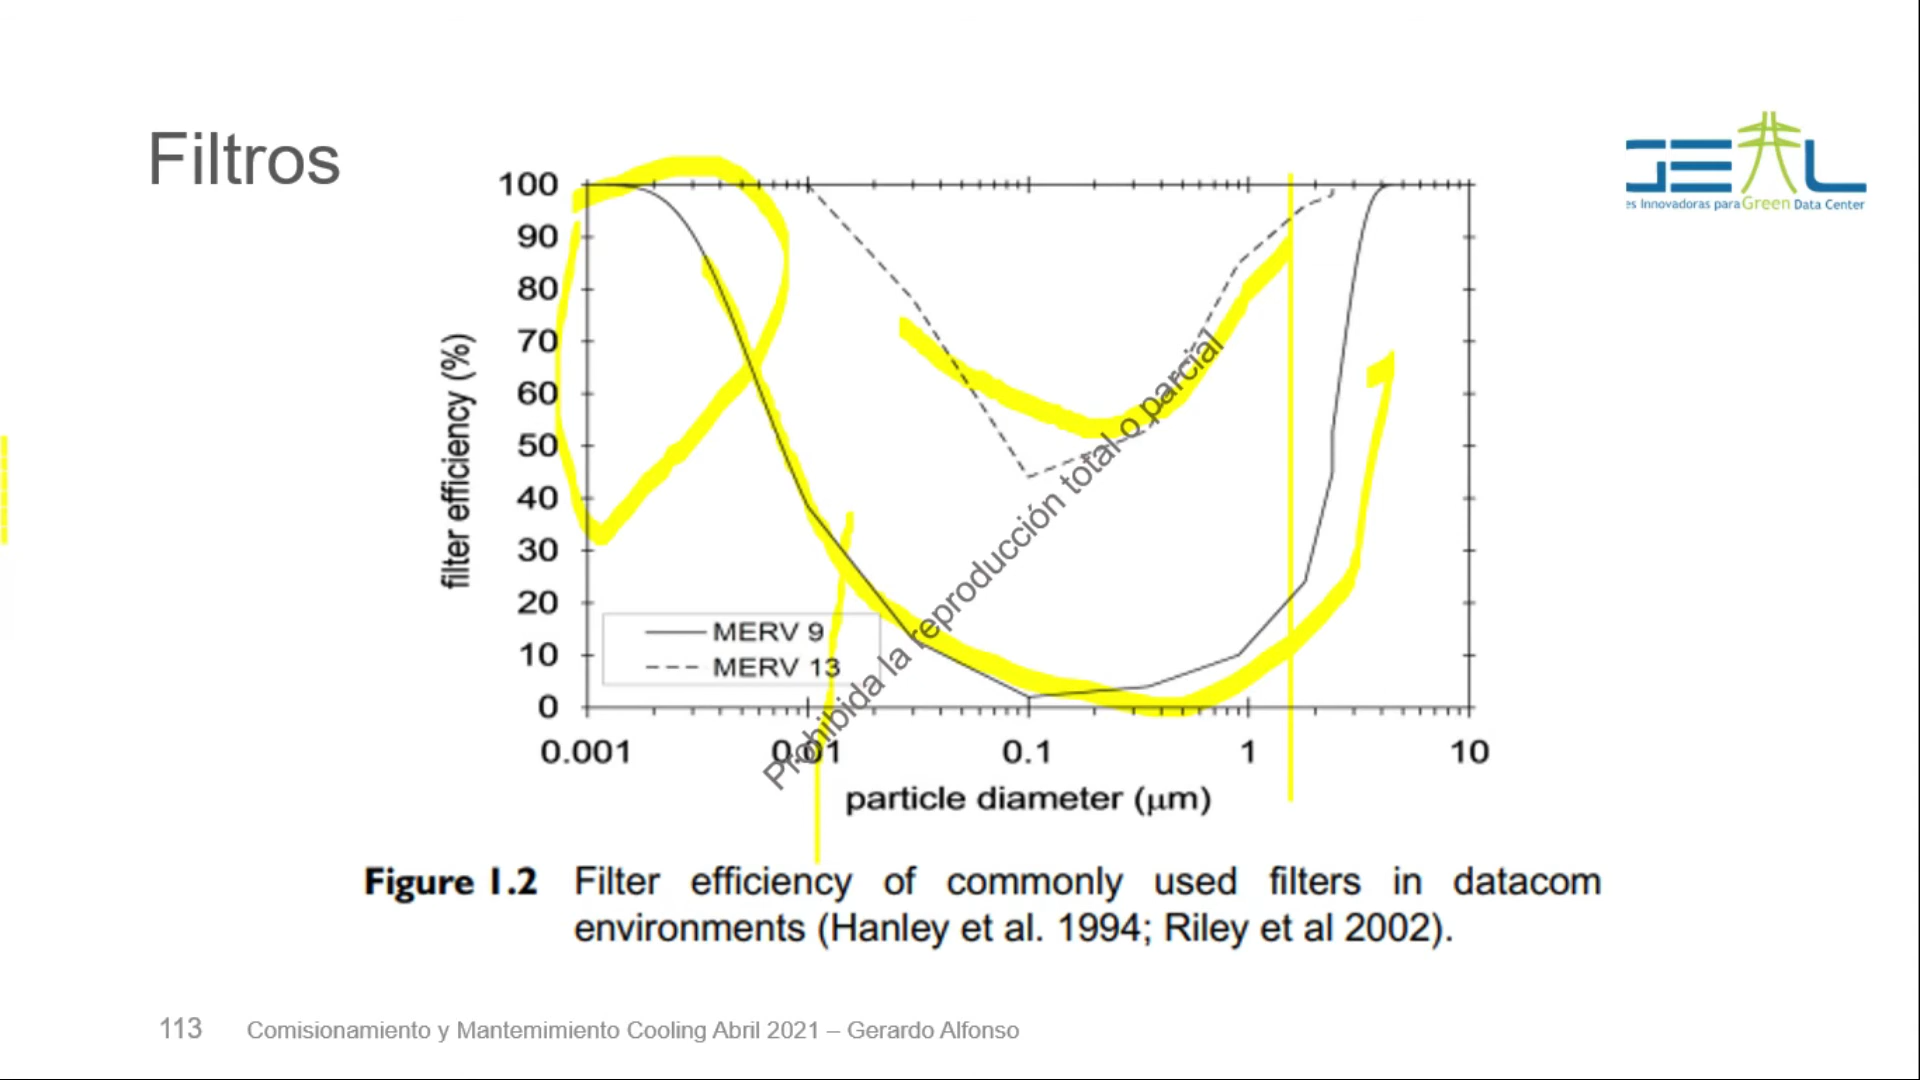 Filtros
GEAL
es Innovadoras para Green Data Center
100
90
80
70
60
50
40
30
20
10
0
filter efficiency (%)
MERV 9
MERV 13
0.001
0.01
0.1
1
10
particle diameter (μm)
Prohibida la reproducción total o parcial
Figure 1.2 Filter efficiency of commonly used filters in datacom
environments (Hanley et al. 1994; Riley et al 2002).
113 Comisionamiento y Mantemimiento Cooling Abril 2021 – Gerardo Alfonso